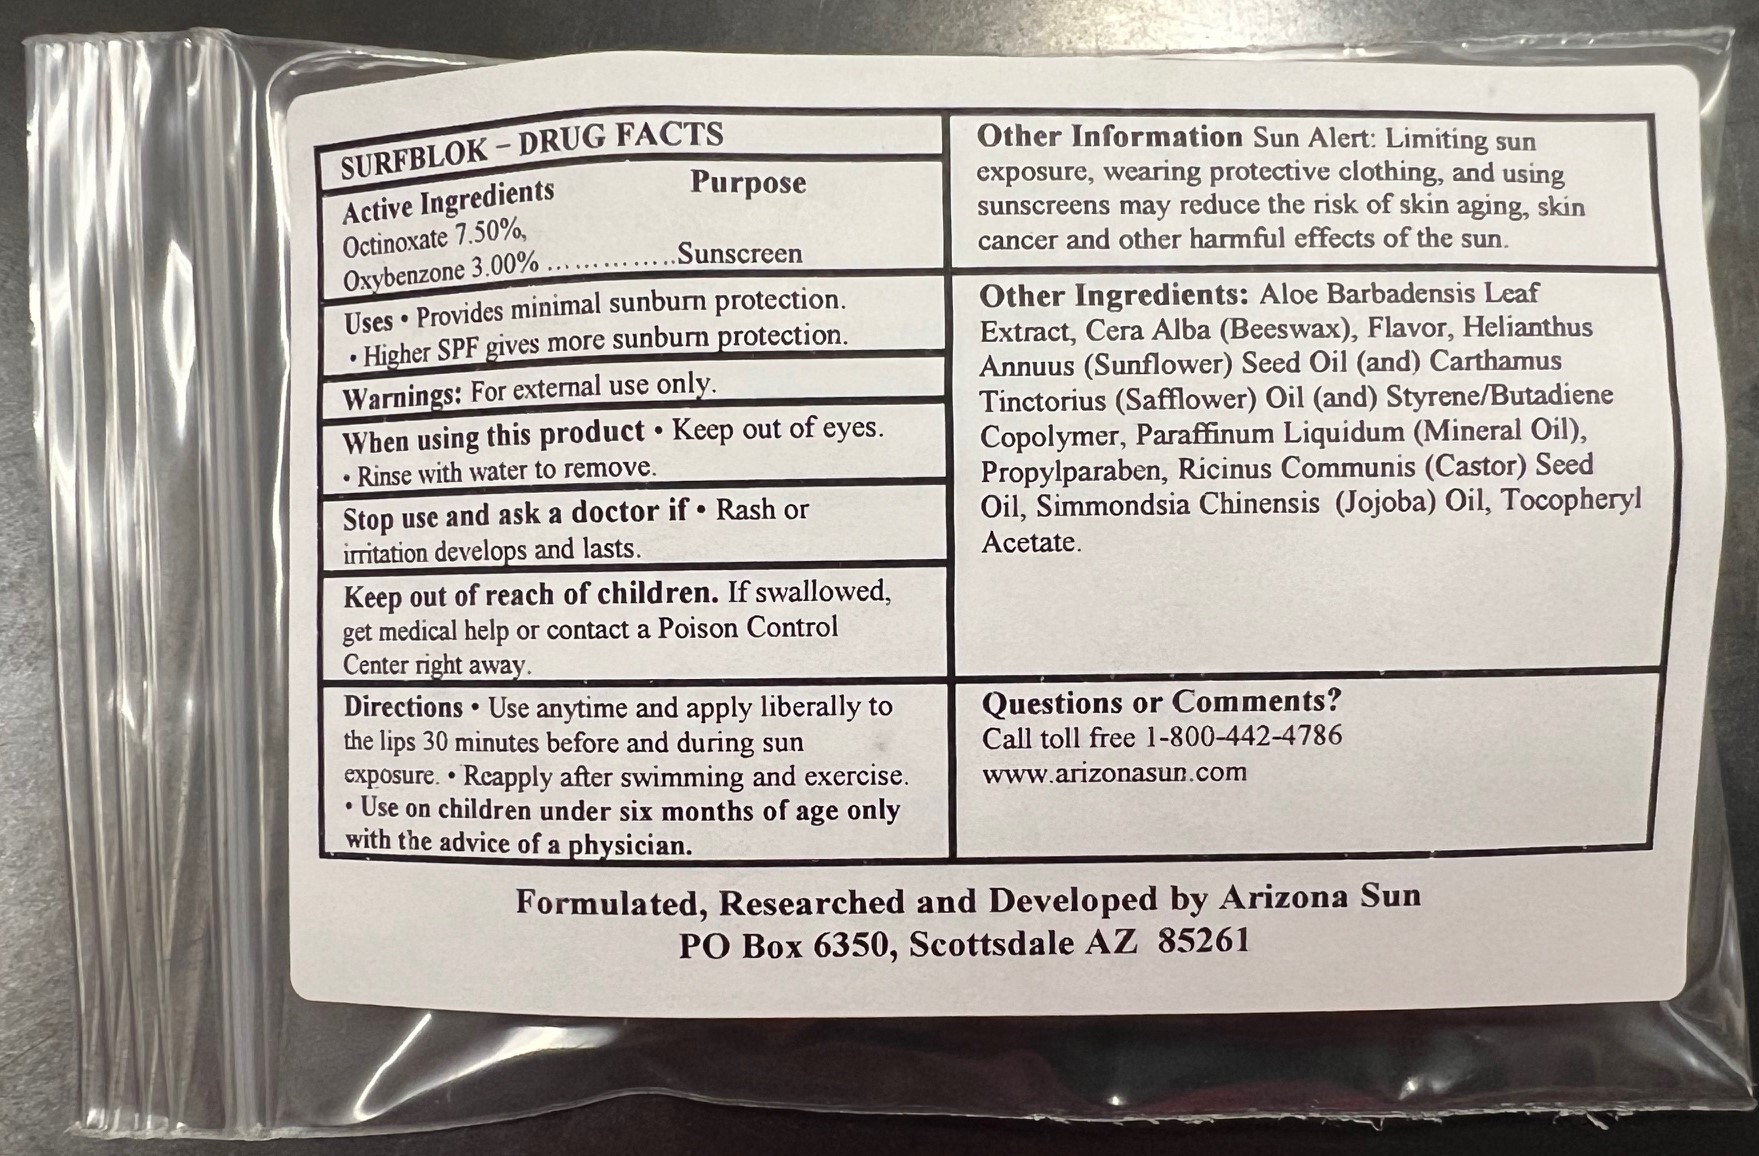 SURFBLOK – DRUG FACTS
Active Ingredients Purpose
Octinoxate 7.50%,
Oxybenzone 3.00% ..............Sunscreen
Uses • Provides minimal sunburn protection.
• Higher SPF gives more sunburn protection.
Warnings: For external use only.
When using this product • Keep out of eyes.
• Rinse with water to remove.
Stop use and ask a doctor if • Rash or
irritation develops and lasts.
Keep out of reach of children. If swallowed,
get medical help or contact a Poison Control
Center right away.
Directions • Use anytime and apply liberally to
the lips 30 minutes before and during sun
exposure. • Reapply after swimming and exercise.
• Use on children under six months of age only
with the advice of a physician.
Other Information Sun Alert: Limiting sun
exposure, wearing protective clothing, and using
sunscreens may reduce the risk of skin aging, skin
cancer and other harmful effects of the sun.
Other Ingredients: Aloe Barbadensis Leaf
Extract, Cera Alba (Beeswax), Flavor, Helianthus
Annuus (Sunflower) Seed Oil (and) Carthamus
Tinctorius (Safflower) Oil (and) Styrene/Butadiene
Copolymer, Paraffinum Liquidum (Mineral Oil),
Propylparaben, Ricinus Communis (Castor) Seed
Oil, Simmondsia Chinensis (Jojoba) Oil, Tocopheryl
Acetate.
Questions or Comments?
Call toll free 1-800-442-4786
www.arizonasun.com
Formulated, Researched and Developed by Arizona Sun
PO Box 6350, Scottsdale AZ 85261